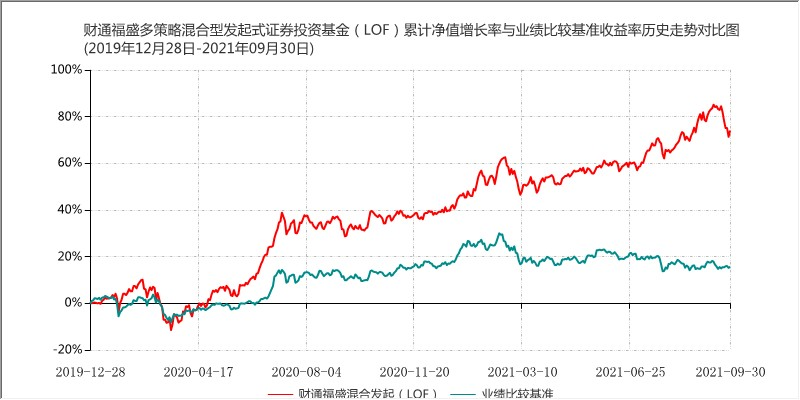 财通福盛多策略混合型发起式证券投资基金（LOF）累计净值增长率与业绩比较基准收益率历史走势对比图
(2019年12月28日-2021年09月30日)
100%
80%
60%
40%
20%
0%
-20%
2019-12-28 2020-04-17 2020-08-04 2020-11-20 2021-03-10 2021-06-25 2021-09-30
财通福盛混合发起（LOF） 业绩比较基准